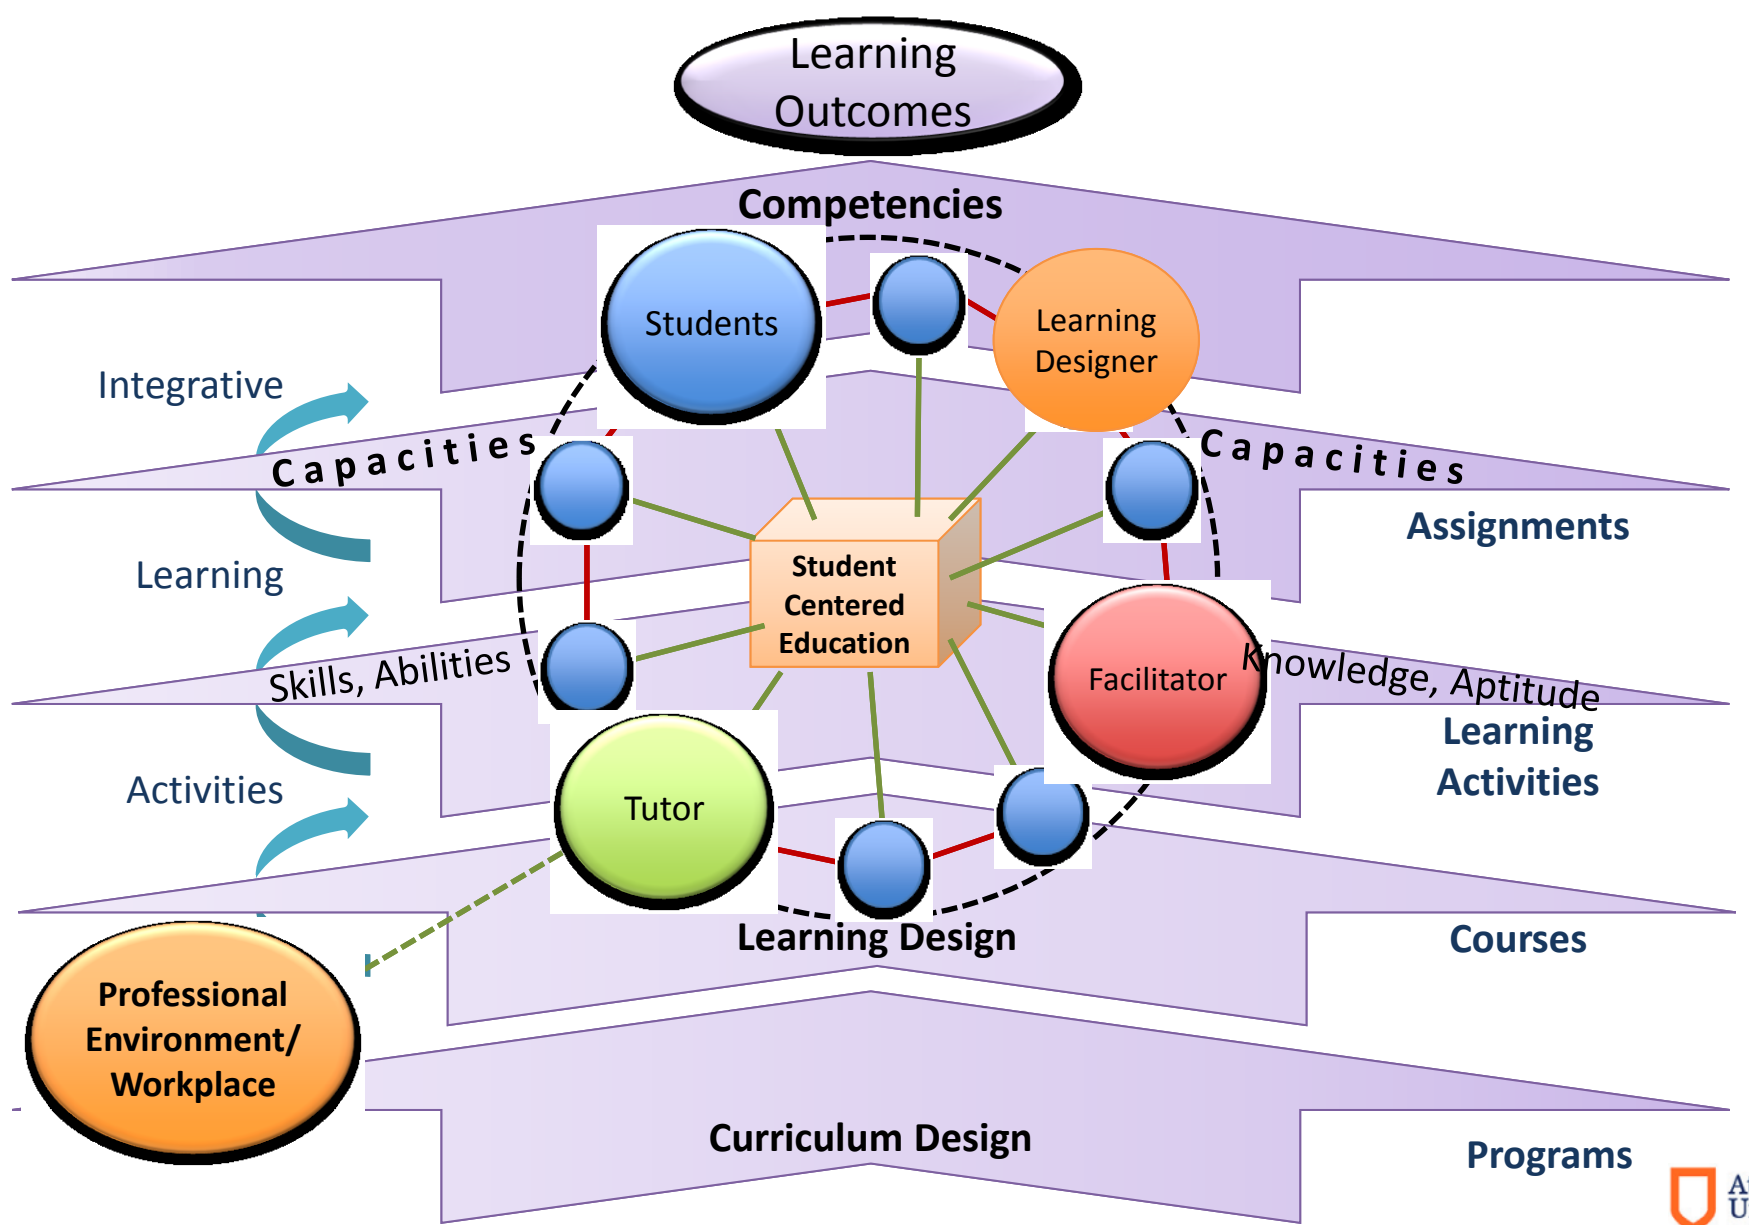 Learning
Outcomes
Competencies
Students
Learning
Designer
Integrative
Capacities
Capacities
Assignments
Student
Centered
Education
Learning
Skills, Abilities
Facilitator
Knowledge, Aptitude
Learning
Activities
Activities
Tutor
Learning Design
Courses
Professional
Environment/
Workplace
Curriculum Design
Programs